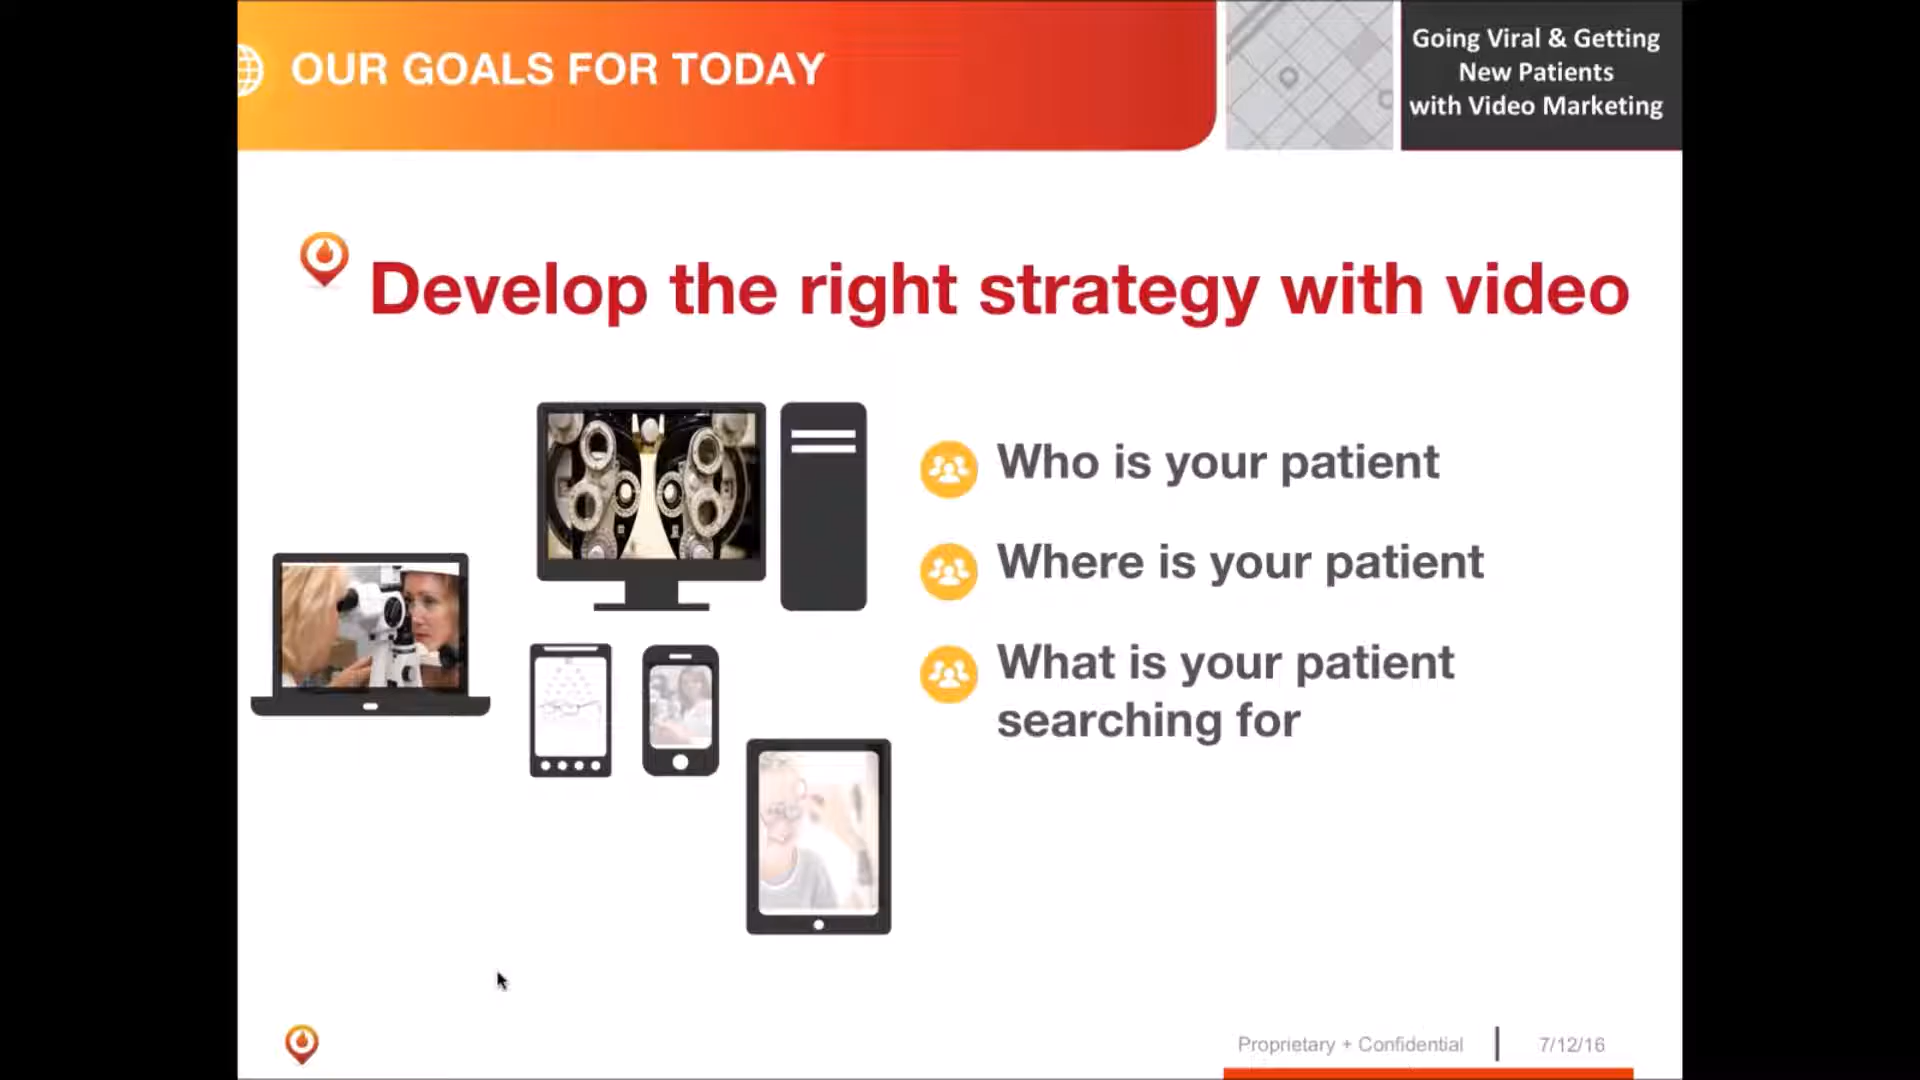 OUR GOALS FOR TODAY
Going Viral & Getting
New Patients
with Video Marketing
Develop the right strategy with video
Who is your patient
Where is your patient
What is your patient
searching for
Proprietary + Confidential
7/12/16